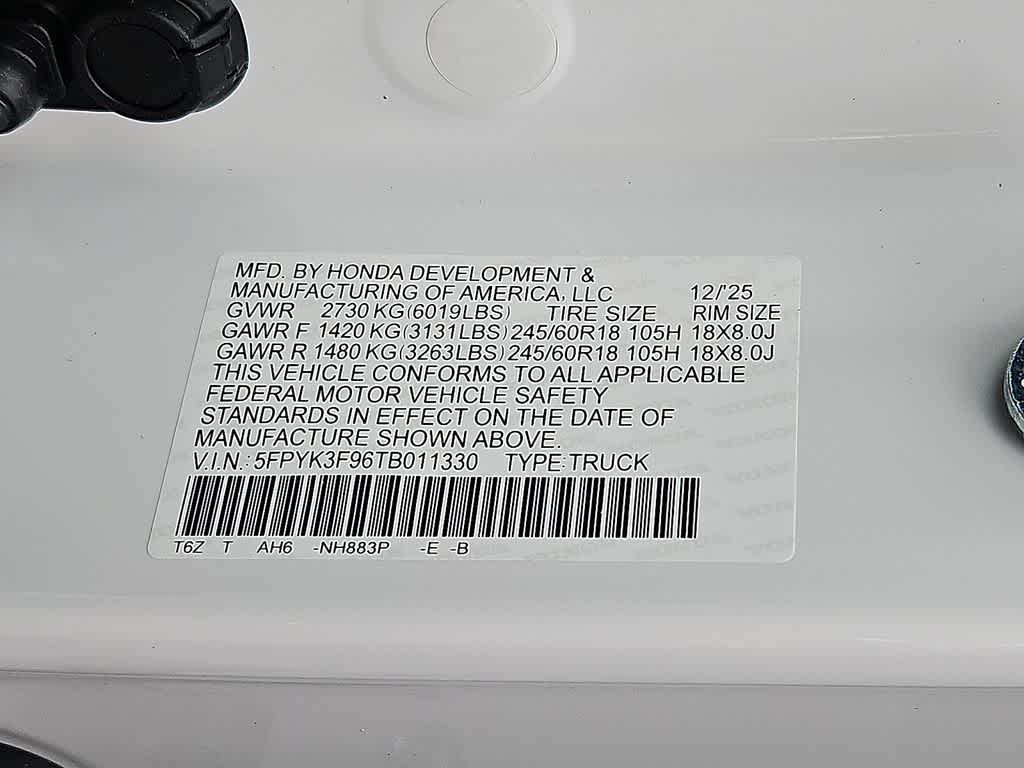 MFD. BY HONDA DEVELOPMENT &
MANUFACTURING OF AMERICA, LLC 12/'25
GVWR 2730 KG(6019LBS) TIRE SIZE RIM SIZE
GAWR F 1420 KG(3131LBS) 245/60R18 105H 18X8.0J
GAWR R 1480 KG(3263LBS) 245/60R18 105H 18X8.0J
THIS VEHICLE CONFORMS TO ALL APPLICABLE
FEDERAL MOTOR VEHICLE SAFETY
STANDARDS IN EFFECT ON THE DATE OF
MANUFACTURE SHOWN ABOVE.
V.I.N.: 5FPYK3F96TB011330 TYPE:TRUCK
T6Z T AH6 -NH883P -E -B